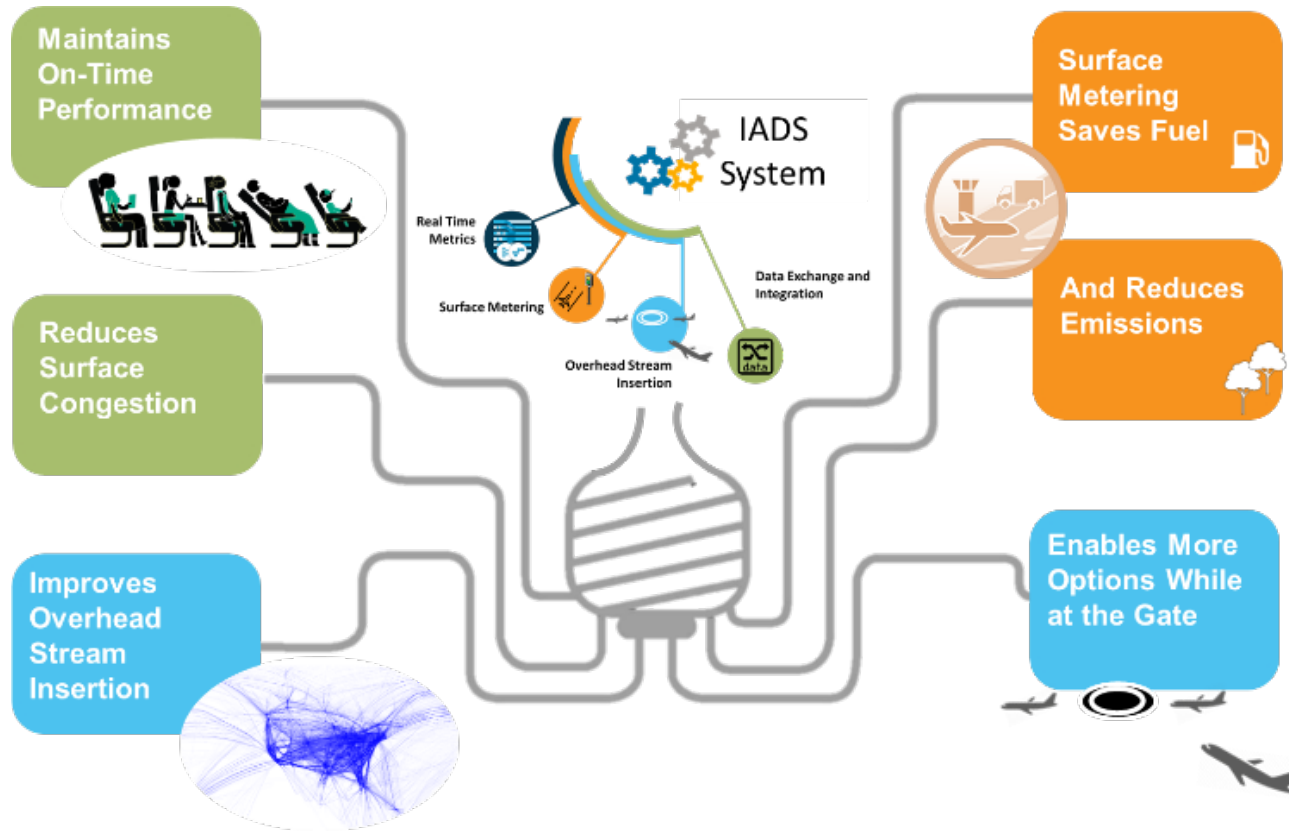 Maintains
On-Time
Performance
Reduces
Surface
Congestion
Improves
Overhead
Stream
Insertion
IADS
System
Real Time
Metrics
Surface Metering
Overhead Stream
Insertion
Data Exchange and
Integration
data
Surface
Metering
Saves Fuel
And Reduces
Emissions
Enables More
Options While
at the Gate